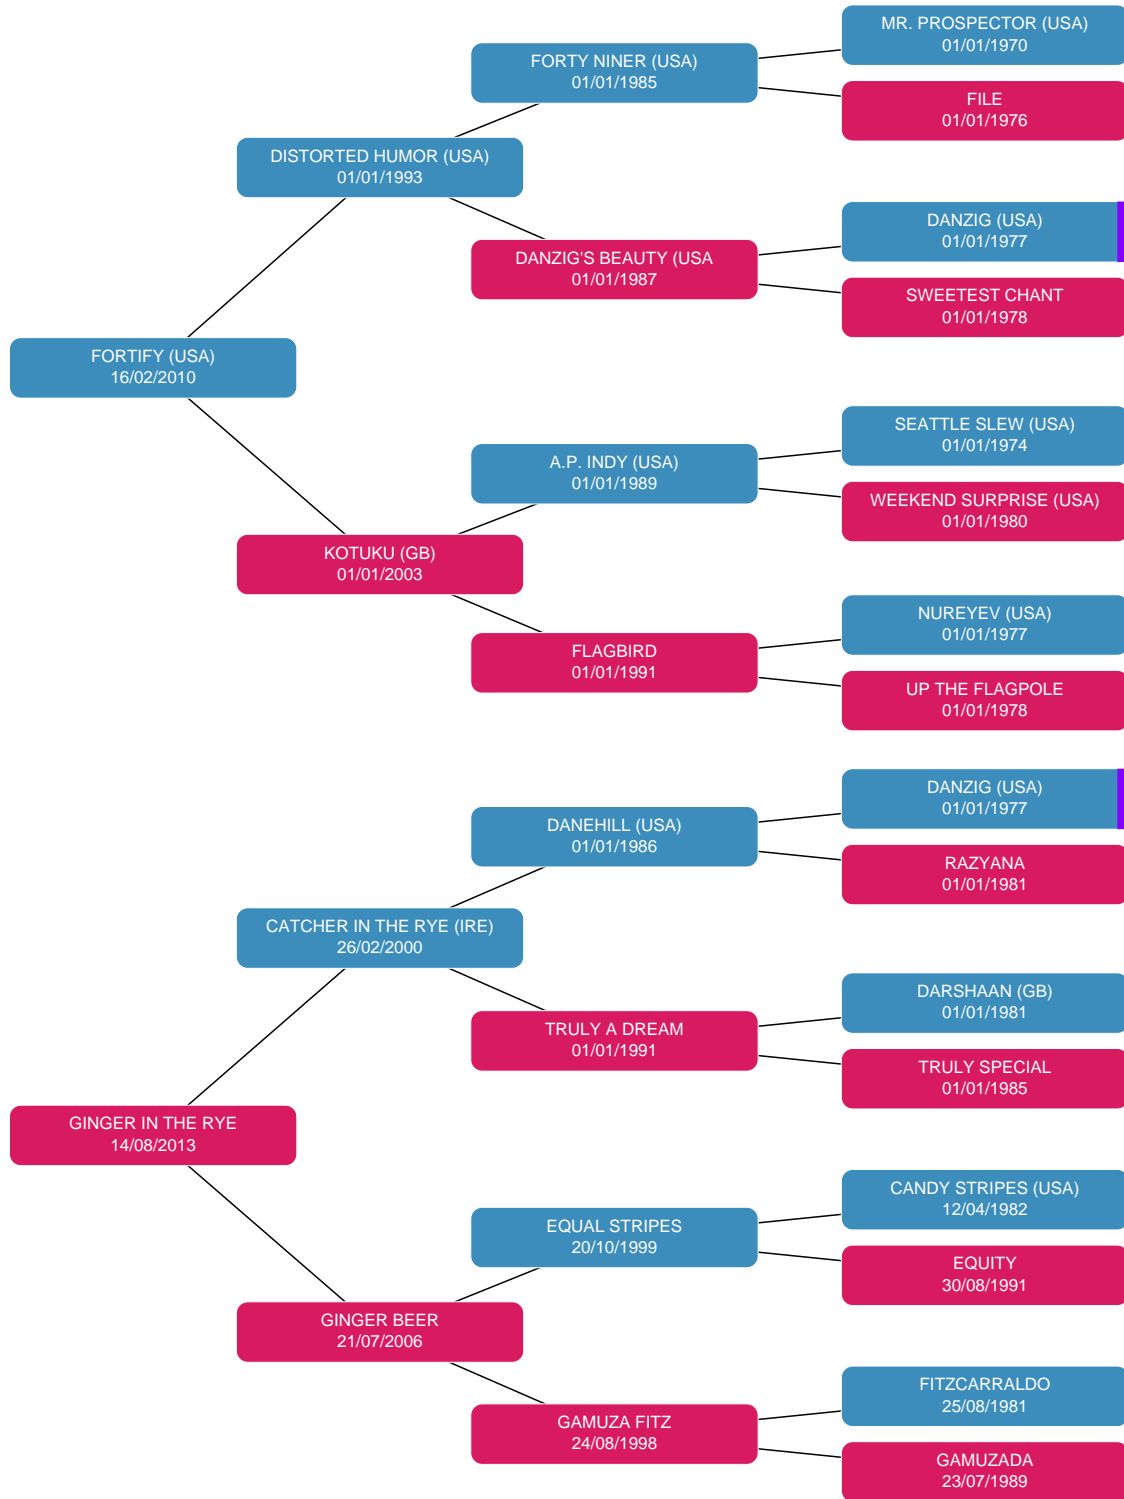 MR. PROSPECTOR (USA)
01/01/1970
FORTY NINER (USA)
01/01/1985
FILE
01/01/1976
DISTORTED HUMOR (USA)
01/01/1993
DANZIG (USA)
01/01/1977
DANZIG'S BEAUTY (USA
01/01/1987
SWEETEST CHANT
01/01/1978
FORTIFY (USA)
16/02/2010
SEATTLE SLEW (USA)
01/01/1974
A.P. INDY (USA)
01/01/1989
WEEKEND SURPRISE (USA)
01/01/1980
KOTUKU (GB)
01/01/2003
NUREYEV (USA)
01/01/1977
FLAGBIRD
01/01/1991
UP THE FLAGPOLE
01/01/1978
DANZIG (USA)
01/01/1977
DANEHILL (USA)
01/01/1986
RAZYANA
01/01/1981
CATCHER IN THE RYE (IRE)
26/02/2000
DARSHAAN (GB)
01/01/1981
TRULY A DREAM
01/01/1991
TRULY SPECIAL
01/01/1985
GINGER IN THE RYE
14/08/2013
CANDY STRIPES (USA)
12/04/1982
EQUAL STRIPES
20/10/1999
EQUITY
30/08/1991
GINGER BEER
21/07/2006
FITZCARRALDO
25/08/1981
GAMUZA FITZ
24/08/1998
GAMUZADA
23/07/1989